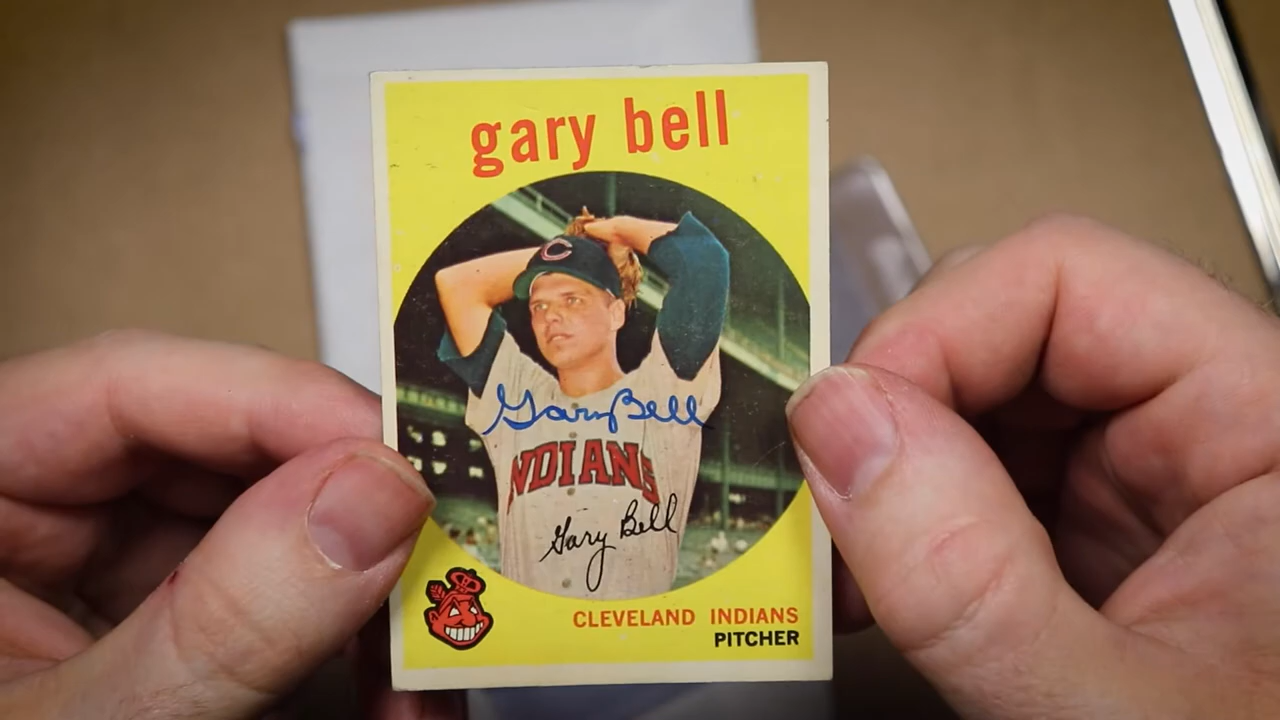 gary bell
C
Gary Bell
INDIANS
Gary Bell
CLEVELAND INDIANS
PITCHER